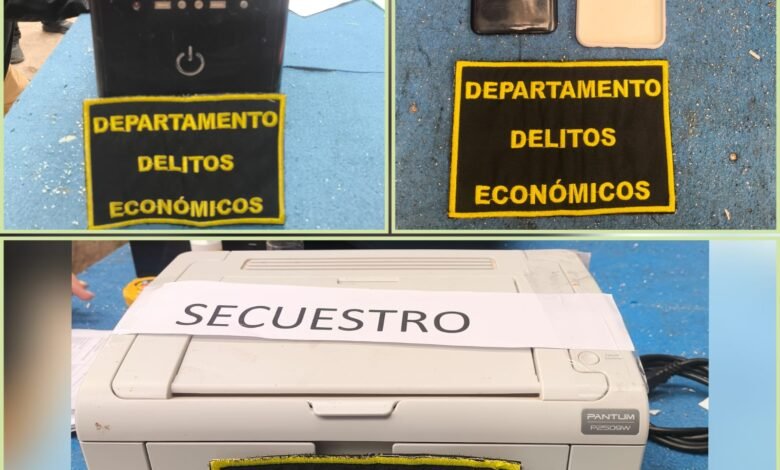 DEPARTAMENTO
DELITOS
ECONÓMICOS
DEPARTAMENTO
DELITOS
ECONÓMICOS
SECUESTRO
PANTUM
P2509W